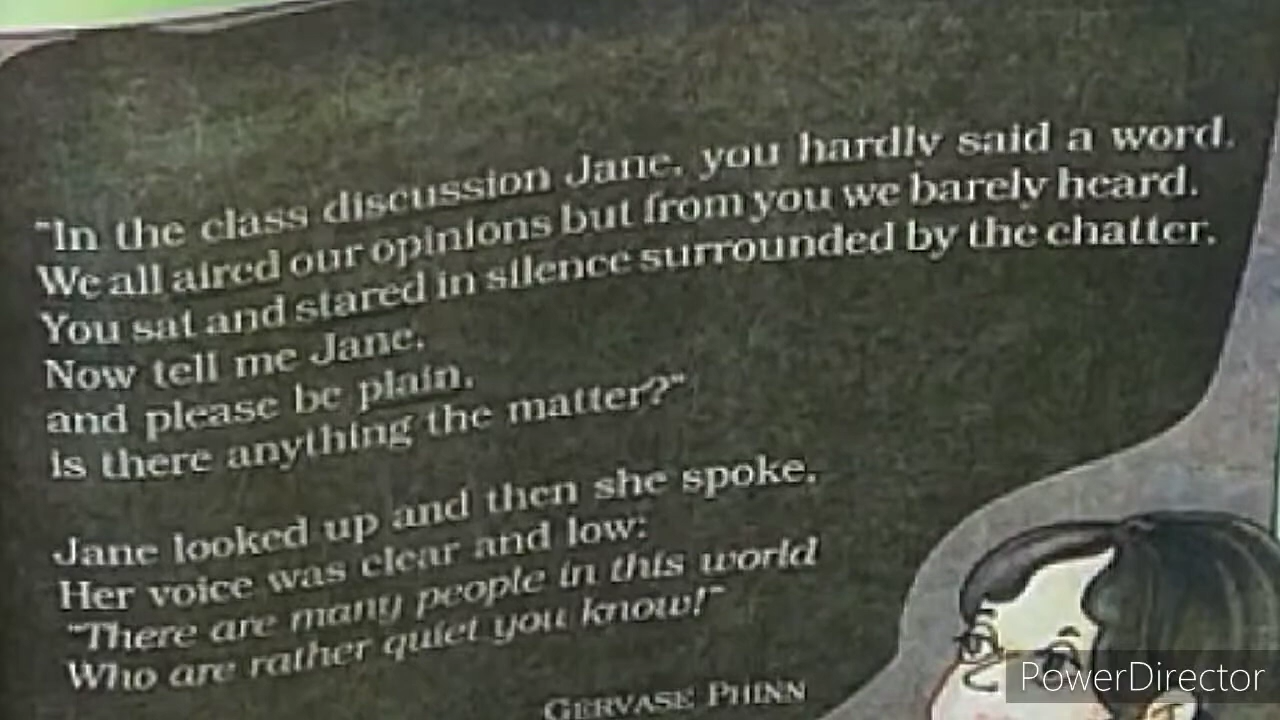 "In the class discussion Jane, you hardly said a word.
We all aired our opinions but from you we barely heard.
You sat and stared in silence surrounded by the chatter,
Now tell me Jane,
and please be plain,
is there anything the matter?"
Jane looked up and then she spoke,
Her voice was clear and low:
"There are many people in this world
Who are rather quiet you know!"
GERVASE PHINN
PowerDirector